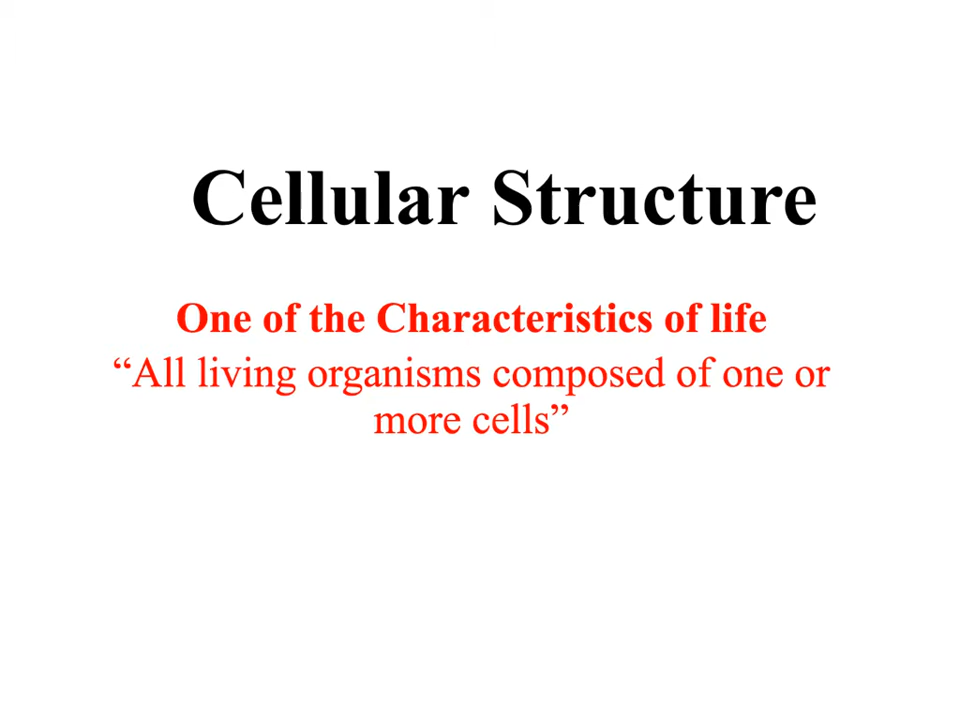 Cellular Structure
One of the Characteristics of life
“All living organisms composed of one or
more cells”